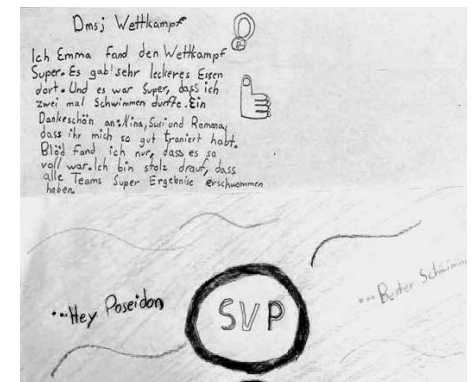 Dmsj Wettkampf
Ich Emma fand den Wettkampf
Super. Es gab sehr leckeres Essen
dort. Und es war Super, dass ich
zwei mal Schwimmen durfte. Ein
Dankeschön an: Nina, Susi und Romana,
dass ihr mich so gut traniert habt.
Blöd fand ich nur, dass es so
voll war. Ich bin stolz drauf, dass
alle Teams Super Ergebnise erschwommen
haben.
...Hey Poseidon
SVP
...Bester Schwimm